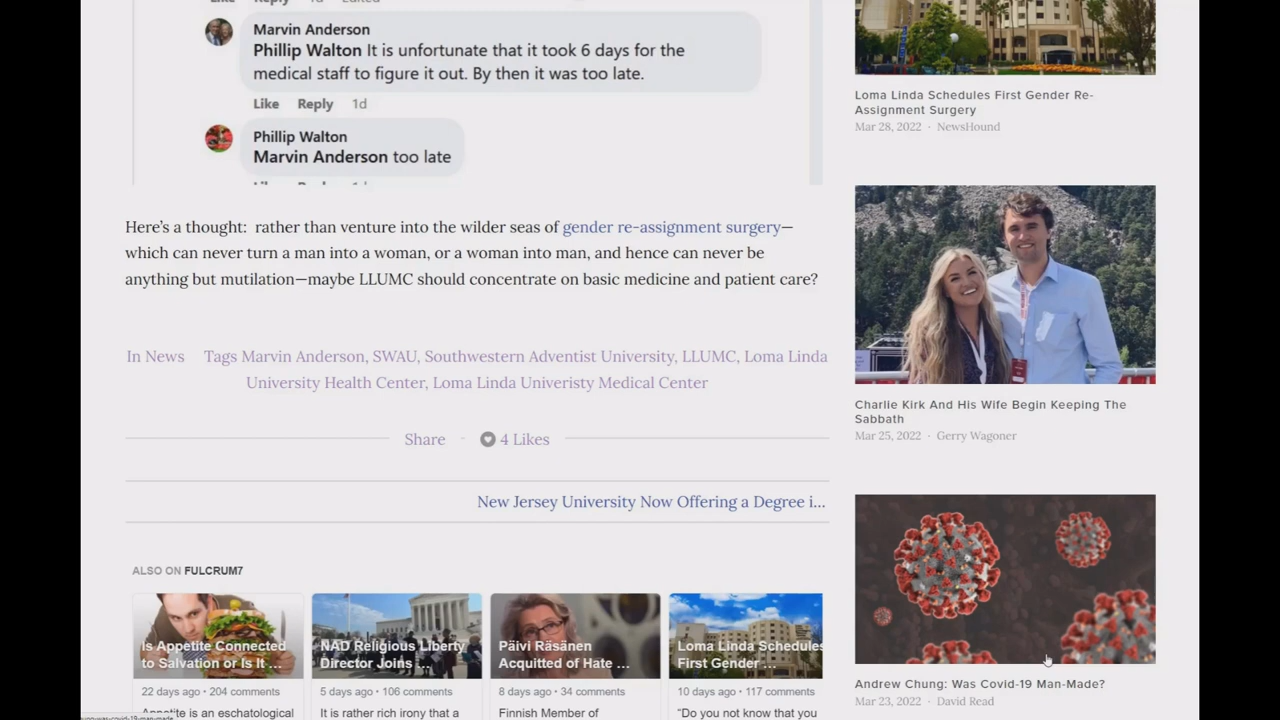 Marvin Anderson
Phillip Walton It is unfortunate that it took 6 days for the
medical staff to figure it out. By then it was too late.
Like Reply 1d
Phillip Walton
Marvin Anderson too late
Here’s a thought: rather than venture into the wilder seas of gender re-assignment surgery—
which can never turn a man into a woman, or a woman into man, and hence can never be
anything but mutilation—maybe LLUMC should concentrate on basic medicine and patient care?
In News Tags Marvin Anderson, SWAU, Southwestern Adventist University, LLUMC, Loma Linda
University Health Center, Loma Linda Univeristy Medical Center
Share 4 Likes
New Jersey University Now Offering a Degree i...
ALSO ON FULCRUM7
Is Appetite Connected
to Salvation or Is It ...
22 days ago • 204 comments
Appetite is an eschatological
NAD Religious Liberty
Director Joins ...
5 days ago • 106 comments
It is rather rich irony that a
Päivi Räsänen
Acquitted of Hate ...
8 days ago • 34 comments
Finnish Member of
Loma Linda Schedules
First Gender ...
10 days ago • 117 comments
“Do you not know that you
Loma Linda Schedules First Gender Re-
Assignment Surgery
Mar 28, 2022 · NewsHound
Charlie Kirk And His Wife Begin Keeping The
Sabbath
Mar 25, 2022 · Gerry Wagoner
Andrew Chung: Was Covid-19 Man-Made?
Mar 23, 2022 · David Read